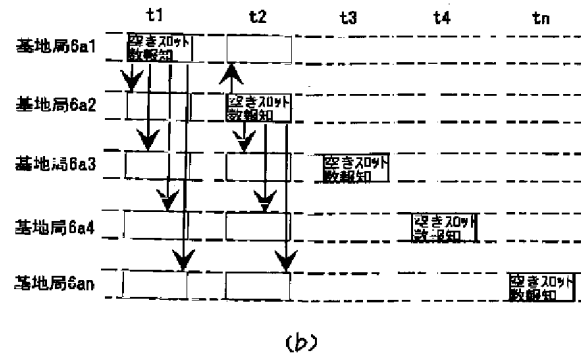 t1 t2 t3 t4 tn
基地局6a1
空きスロット
数報知
基地局6a2
空きスロット
数報知
基地局6a3
空きスロット
数報知
基地局6a4
空きスロット
数報知
基地局6an
空きスロット
数報知
(b)